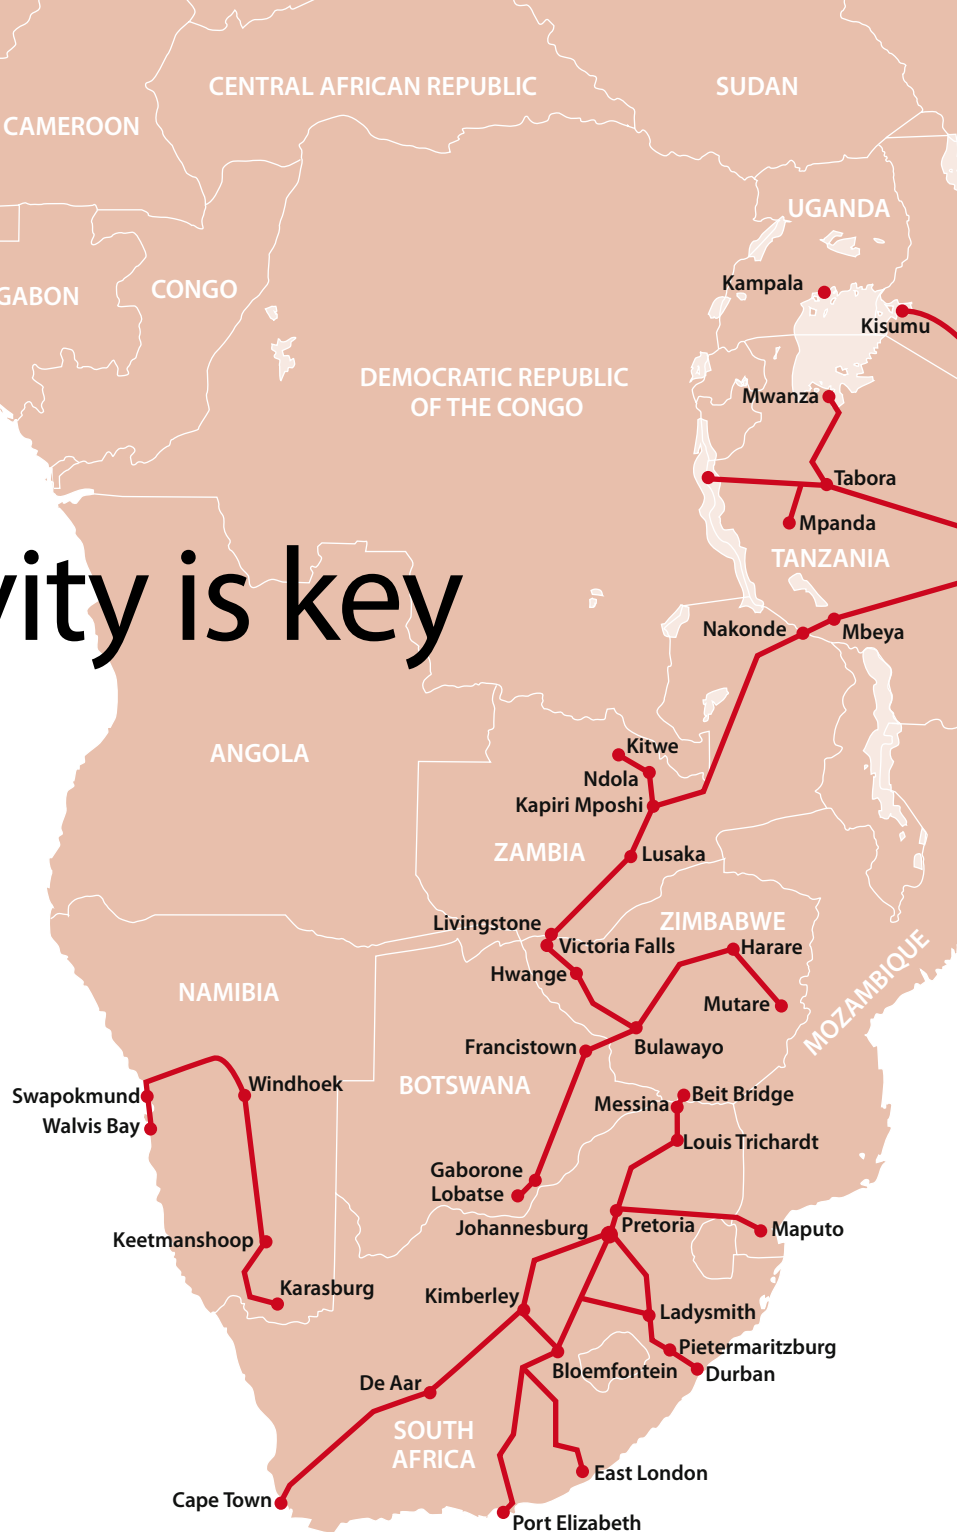 CENTRAL AFRICAN REPUBLIC
SUDAN
CAMEROON
UGANDA
Kampala
CONGO
GABON
Kisumu
DEMOCRATIC REPUBLIC
OF THE CONGO
Mwanza
Tabora
Mpanda
TANZANIA
vity is key
Nakonde
Mbeya
Kitwe
ANGOLA
Ndola
Kapiri Mposhi
ZAMBIA
Lusaka
Livingstone
ZIMBABWE
Victoria Falls
Harare
Hwange
NAMIBIA
MOZAMBIQUE
Mutare
Francistown
Bulawayo
Windhoek
BOTSWANA
Swapokmund
Beit Bridge
Messina
Walvis Bay
Louis Trichardt
Gaborone
Lobatse
Johannesburg
Pretoria
Maputo
Keetmanshoop
Karasburg
Kimberley
Ladysmith
Pietermaritzburg
Bloemfontein
Durban
De Aar
SOUTH
AFRICA
East London
Cape Town
Port Elizabeth